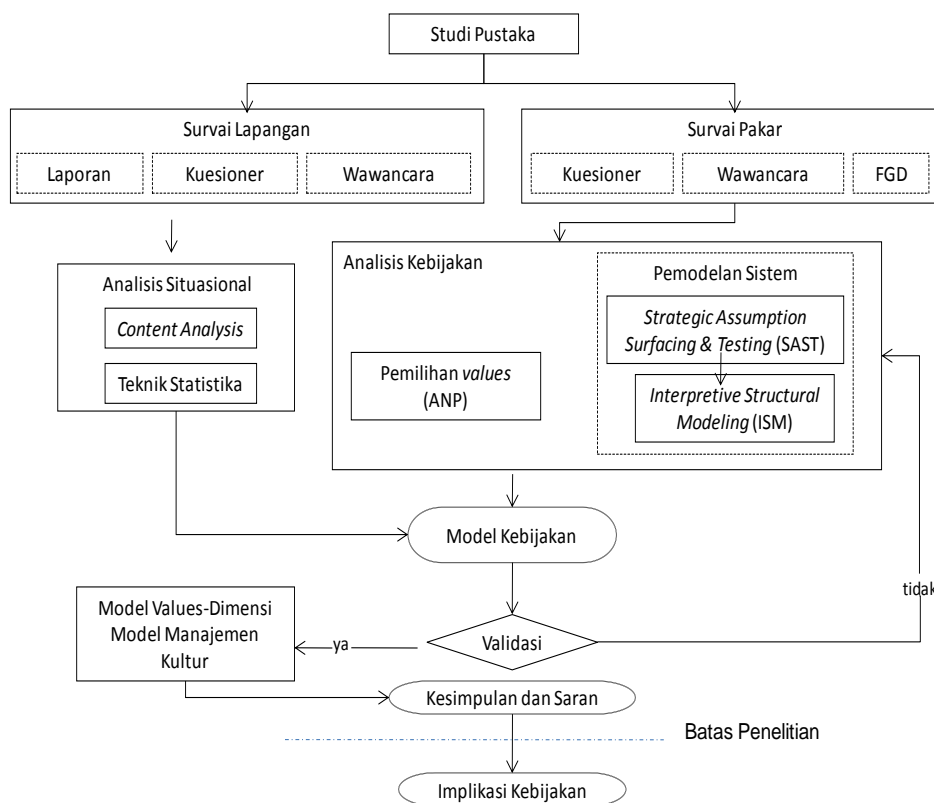 Studi Pustaka
Survai Lapangan
Laporan
Kuesioner
Wawancara
Survai Pakar
Kuesioner
Wawancara
FGD
Analisis Situasional
Content Analysis
Teknik Statistika
Analisis Kebijakan
Pemilihan values
(ANP)
Pemodelan Sistem
Strategic Assumption
Surfacing & Testing (SAST)
Interpretive Structural
Modeling (ISM)
Model Kebijakan
tidak
Validasi
ya
Model Values-Dimensi
Model Manajemen
Kultur
Kesimpulan dan Saran
Batas Penelitian
Implikasi Kebijakan